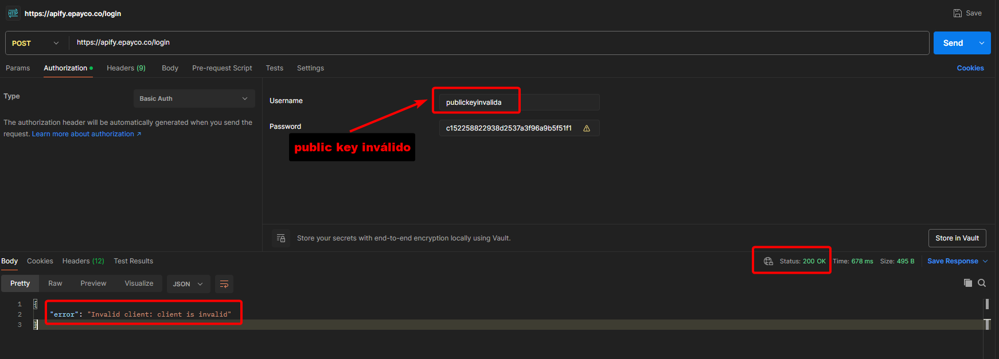 HTTP https://apify.epayco.co/login Save
POST https://apify.epayco.co/login Send
Params Authorization Headers (9) Body Pre-request Script Tests Settings Cookies
Type Basic Auth
The authorization header will be automatically generated when you send the
request. Learn more about authorization ↗
Username publickeyinvalida
Password c152258822938d2537a3f96a9b5f51f1
public key inválido
Store your secrets with end-to-end encryption locally using Vault. Store in Vault
Body Cookies Headers (12) Test Results Status: 200 OK Time: 678 ms Size: 495 B Save Response
Pretty Raw Preview Visualize JSON
1 {
2 "error": "Invalid client: client is invalid"
3 }